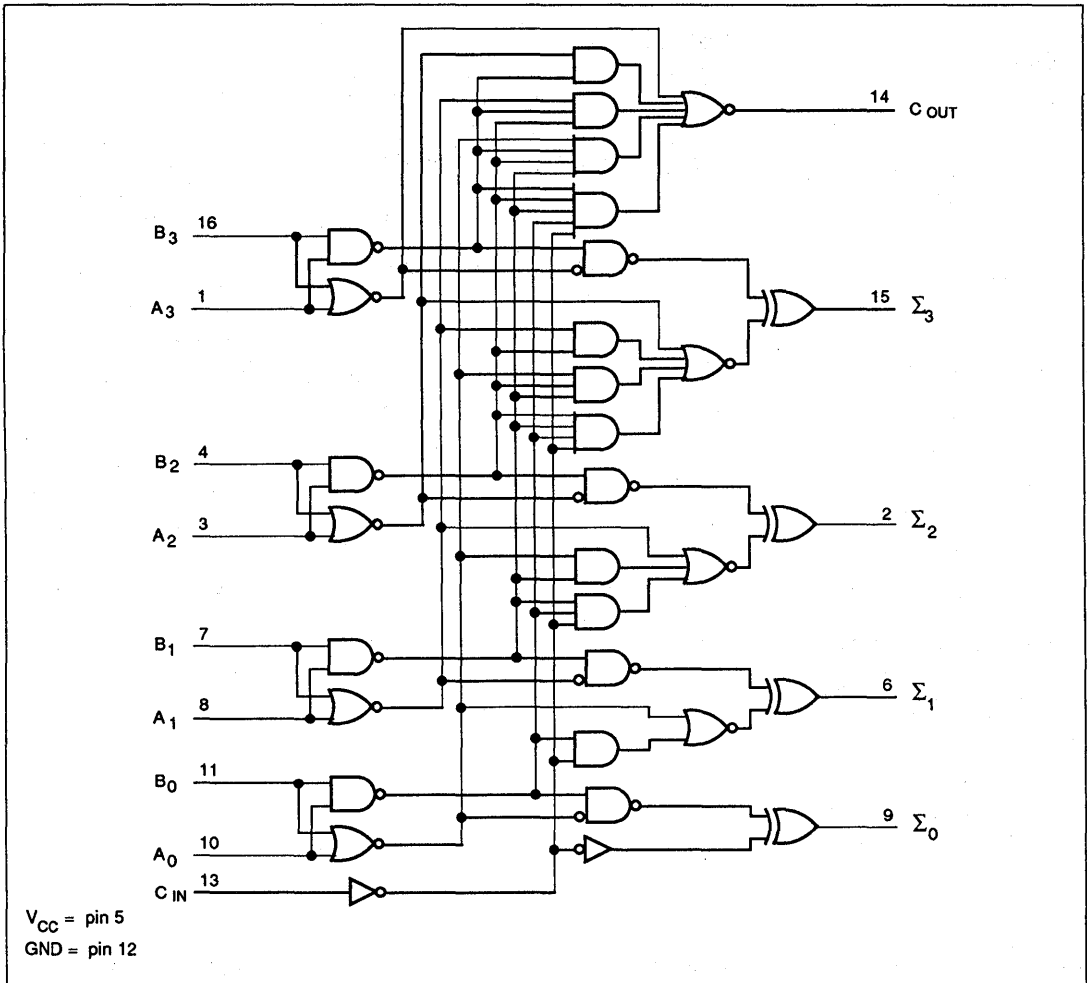 14 C OUT
B3 16
A3 1
15 Σ3
B2 4
A2 3
2 Σ2
B1 7
A1 8
6 Σ1
B0 11
A0 10
9 Σ0
C IN 13
VCC = pin 5
GND = pin 12